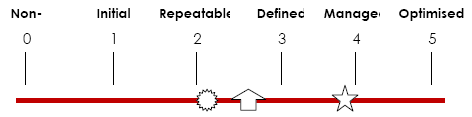 Non- Initial Repeatable Defined Manage Optimised
0 1 2 3 4 5